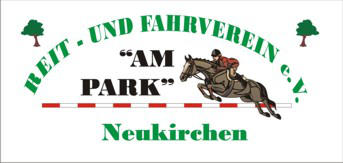 REIT - UND FAHRVEREIN e.V.
"AM
PARK"
Neukirchen